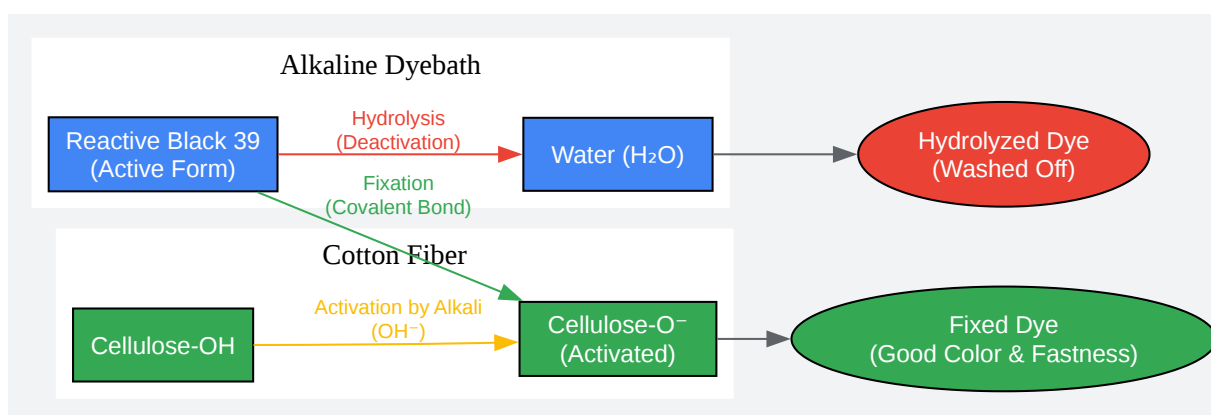 Alkaline Dyebath
Reactive Black 39
(Active Form)
Hydrolysis
(Deactivation)
Water (H₂O)
Hydrolyzed Dye
(Washed Off)
Fixation
(Covalent Bond)
Cotton Fiber
Cellulose-OH
Activation by Alkali
(OH⁻)
Cellulose-O⁻
(Activated)
Fixed Dye
(Good Color & Fastness)